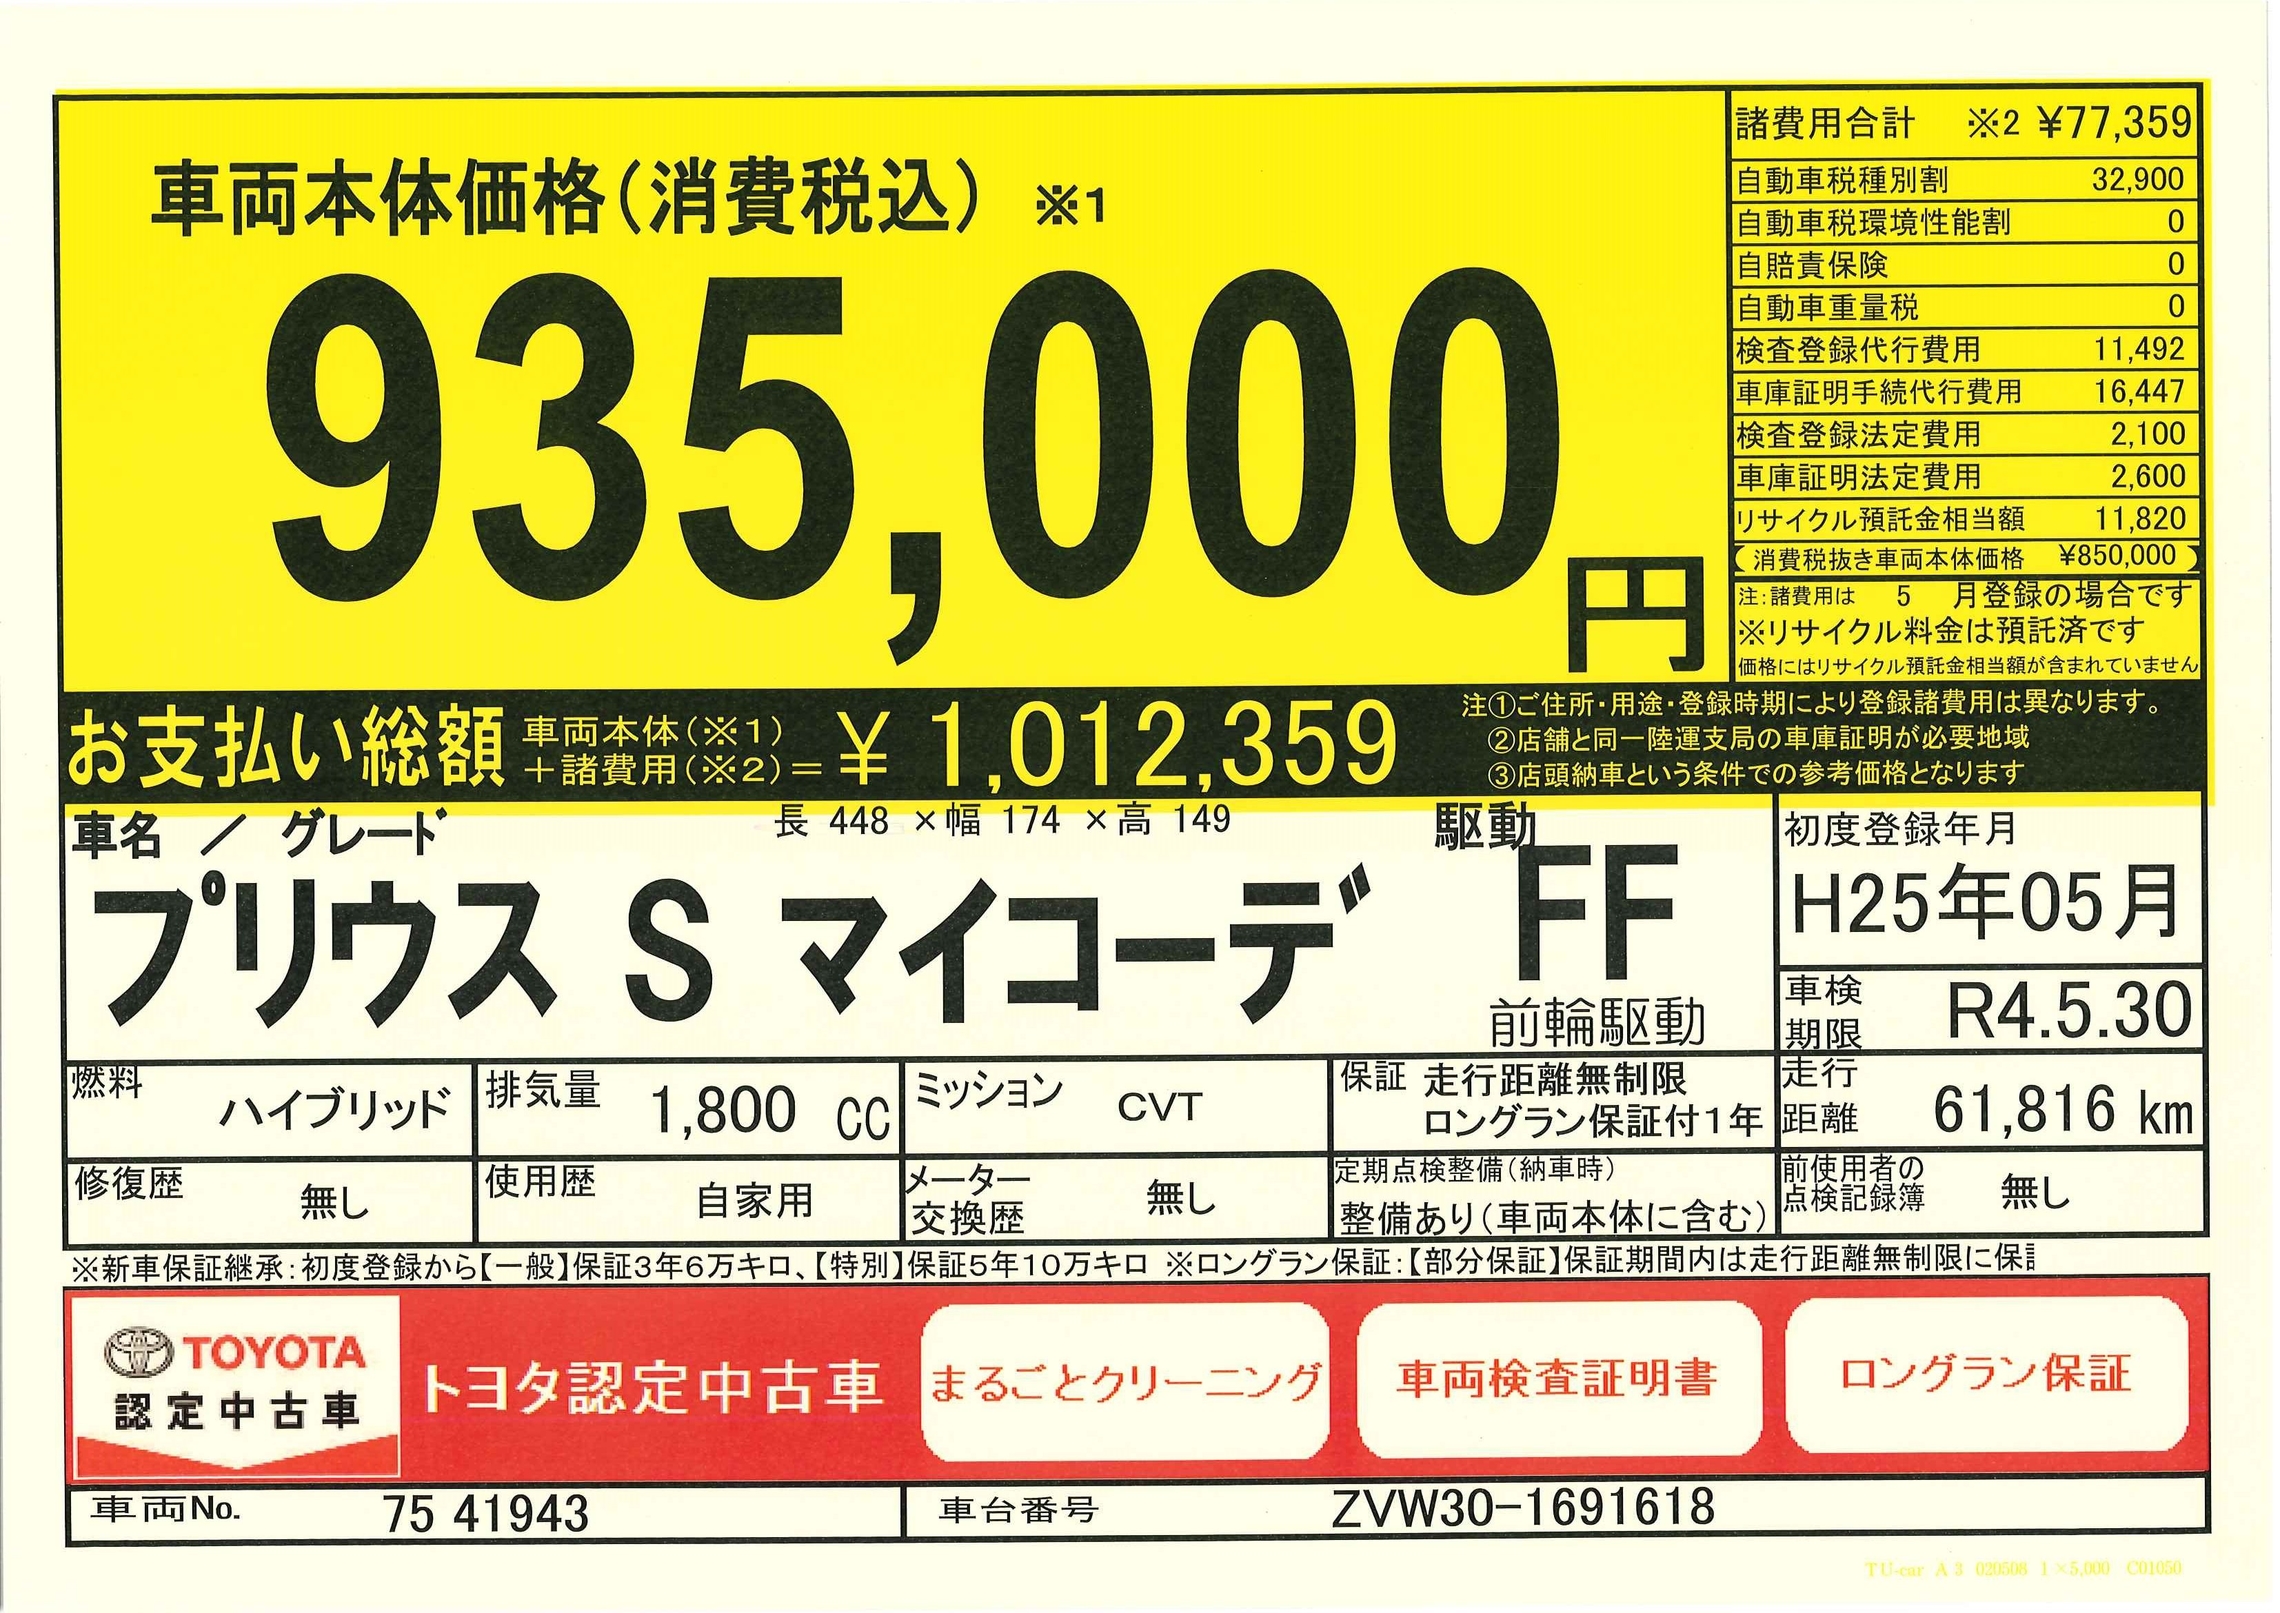 車両本体価格(消費税込) ※1
935,000円
諸費用合計 ※2 ¥77,359
自動車税種別割 32,900
自動車税環境性能割 0
自賠責保険 0
自動車重量税 0
検査登録代行費用 11,492
車庫証明手続代行費用 16,447
検査登録法定費用 2,100
車庫証明法定費用 2,600
リサイクル預託金相当額 11,820
【消費税抜き車両本体価格 ¥850,000】
注:諸費用は 5 月登録の場合です
※リサイクル料金は預託済です
価格にはリサイクル預託金相当額が含まれていません
お支払い総額 車両本体(※1)
+諸費用(※2)= ¥ 1,012,359
注①ご住所・用途・登録時期により登録諸費用は異なります。
②店舗と同一陸運支局の車庫証明が必要地域
③店頭納車という条件での参考価格となります
車名 / グレード
長 448 ×幅 174 ×高 149
プリウス S マイコーデ
駆動
FF
前輪駆動
初度登録年月
H25年05月
車検
期限 R4.5.30
燃料 ハイブリッド
排気量 1,800 CC
ミッション CVT
保証 走行距離無制限
ロングラン保証付1年
走行
距離 61,816 km
修復歴 無し
使用歴 自家用
メーター
交換歴 無し
定期点検整備(納車時)
整備あり(車両本体に含む)
前使用者の
点検記録簿 無し
※新車保証継承:初度登録から【一般】保証3年6万キロ、【特別】保証5年10万キロ ※ロングラン保証:【部分保証】保証期間内は走行距離無制限に保証
TOYOTA
認定中古車
トヨタ認定中古車
まるごとクリーニング
車両検査証明書
ロングラン保証
車両No. 75 41943
車台番号 ZVW30-1691618
TU-car A3 020508 1×5,000 C01050